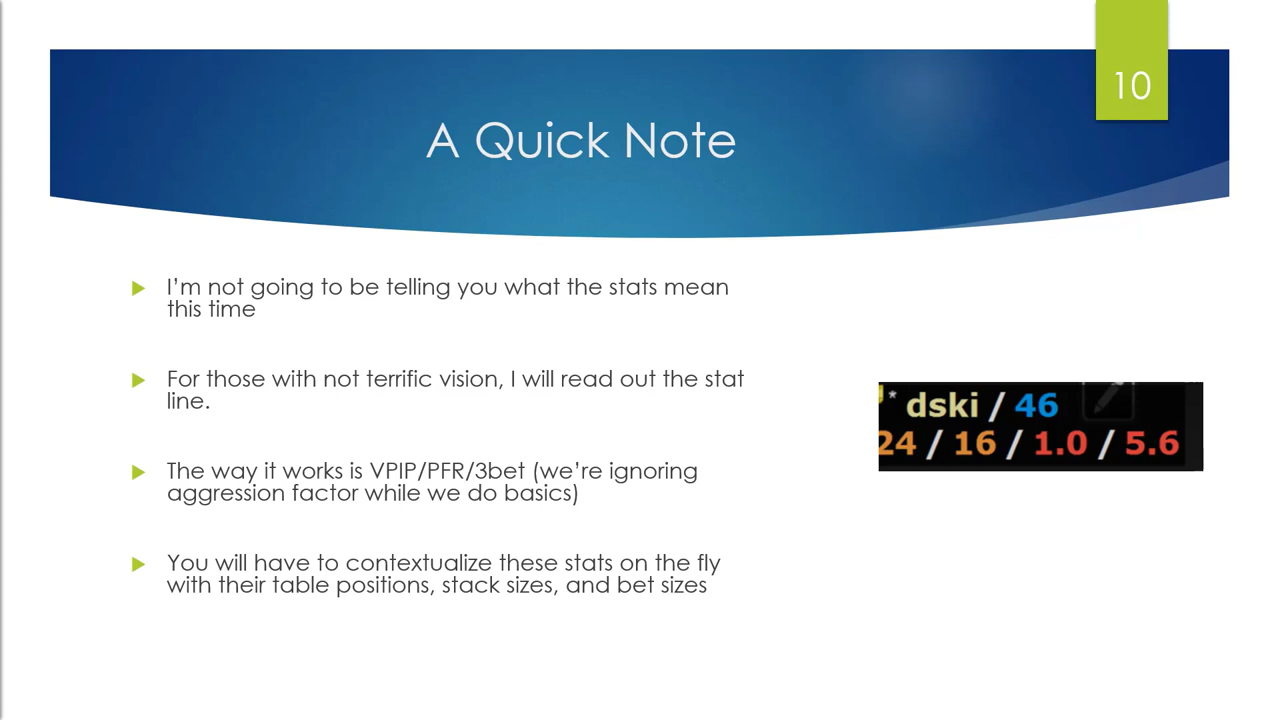 10
A Quick Note
I’m not going to be telling you what the stats mean
this time
For those with not terrific vision, I will read out the stat
line.
The way it works is VPIP/PFR/3bet (we’re ignoring
aggression factor while we do basics)
You will have to contextualize these stats on the fly
with their table positions, stack sizes, and bet sizes
* dski / 46
24 / 16 / 1.0 / 5.6